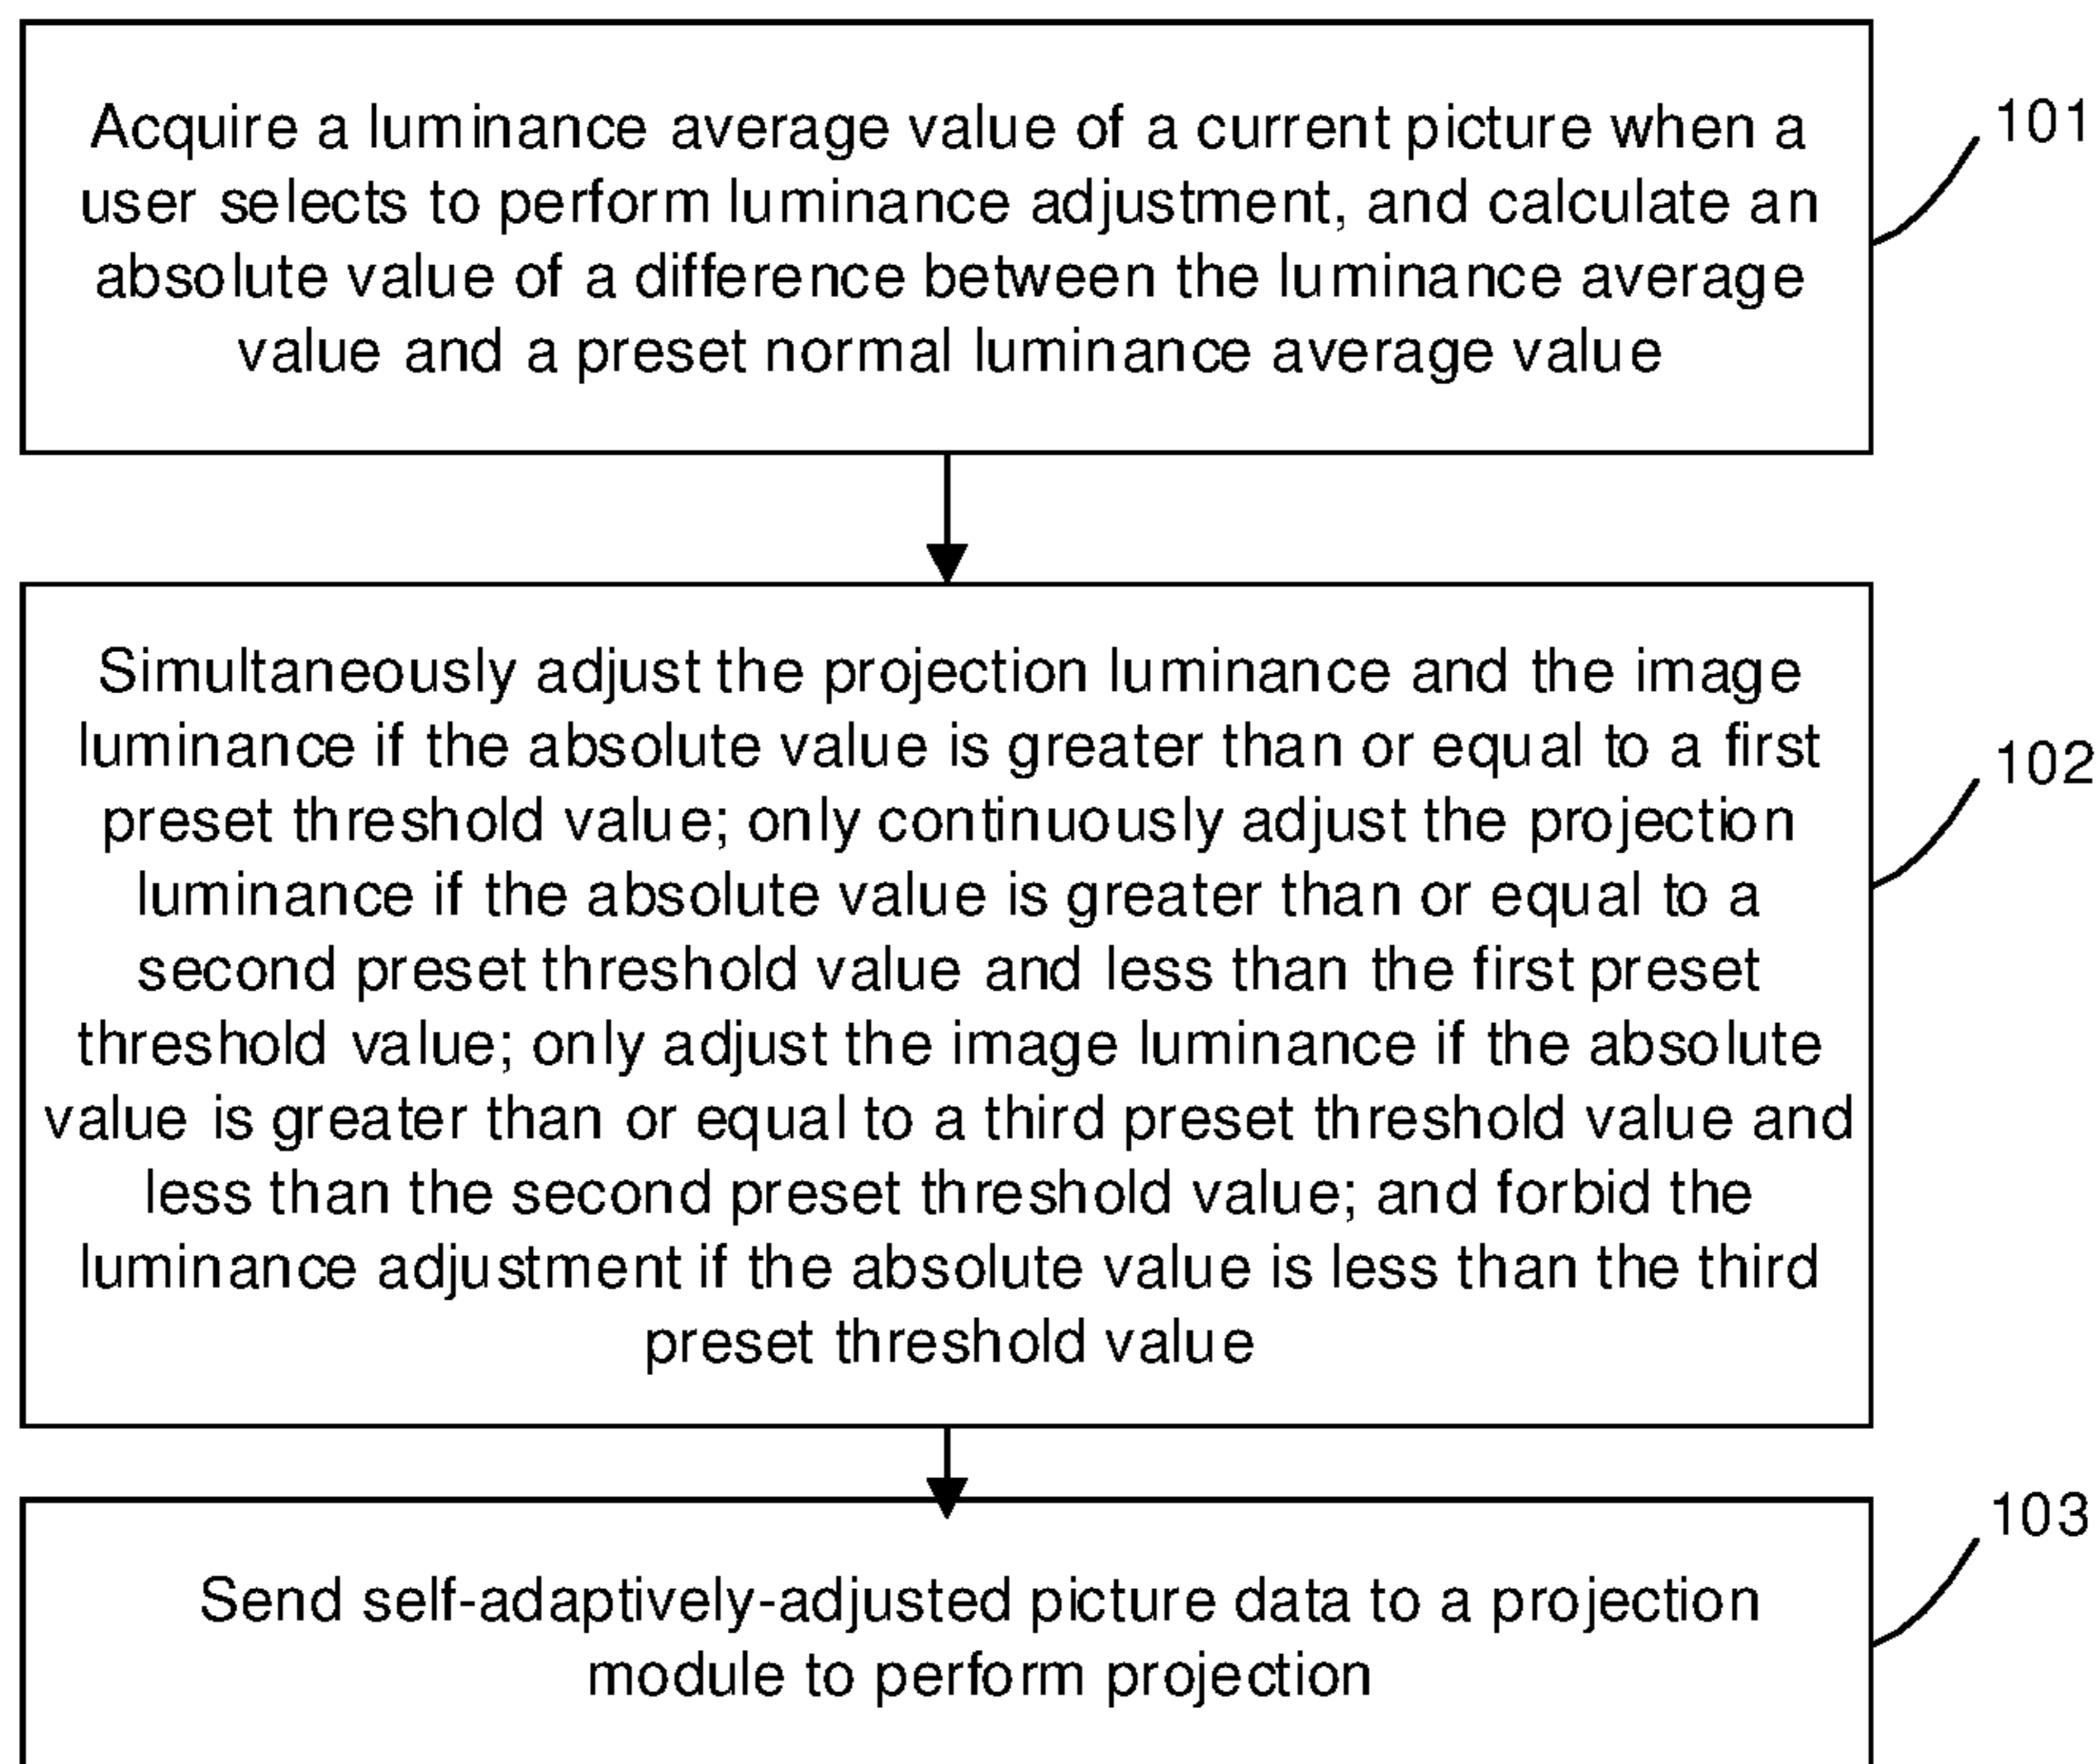 Acquire a luminance average value of a current picture when a
user selects to perform luminance adjustment, and calculate an
absolute value of a difference between the luminance average
value and a preset normal luminance average value
101
Simultaneously adjust the projection luminance and the image
luminance if the absolute value is greater than or equal to a first
preset threshold value; only continuously adjust the projection
luminance if the absolute value is greater than or equal to a
second preset threshold value and less than the first preset
threshold value; only adjust the image luminance if the absolute
value is greater than or equal to a third preset threshold value and
less than the second preset threshold value; and forbid the
luminance adjustment if the absolute value is less than the third
preset threshold value
102
Send self-adaptively-adjusted picture data to a projection
module to perform projection
103